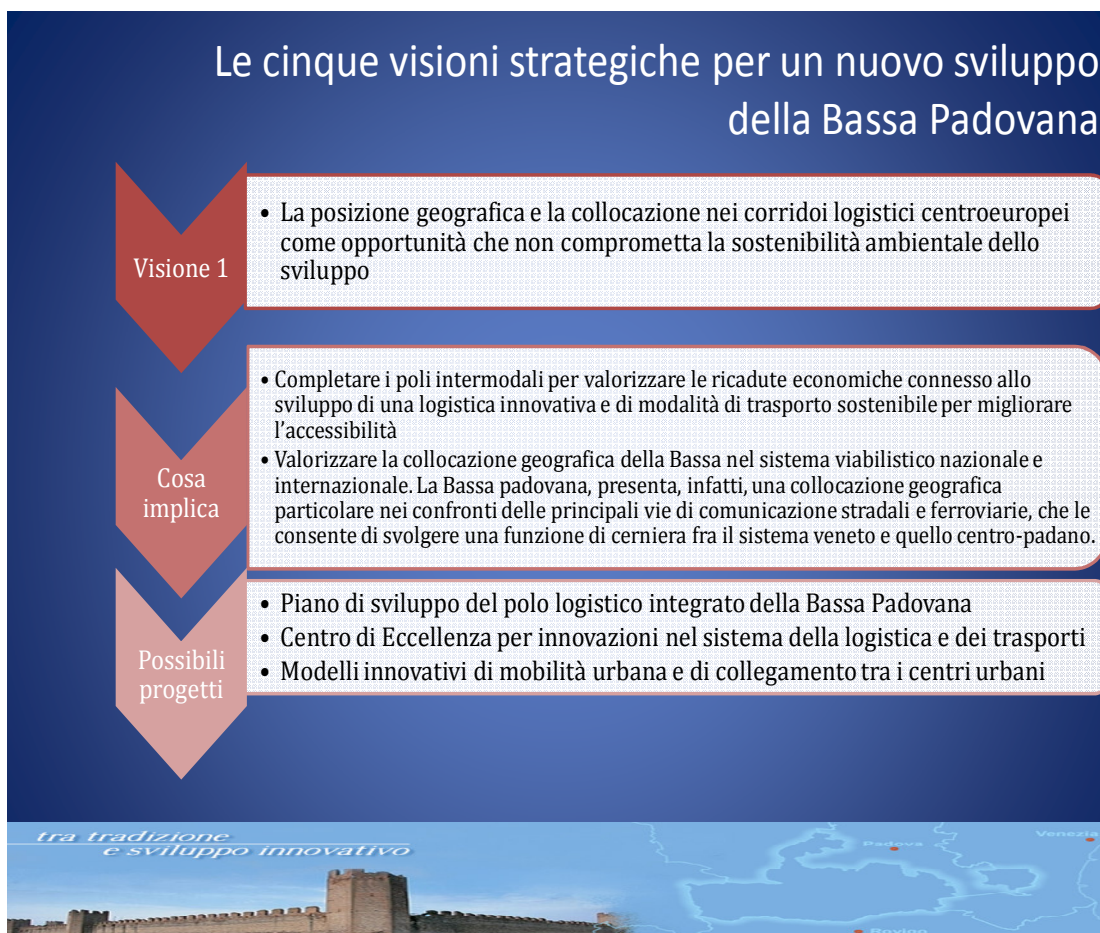 Le cinque visioni strategiche per un nuovo sviluppo
della Bassa Padovana
Visione 1
• La posizione geografica e la collocazione nei corridoi logistici centroeuropei
come opportunità che non comprometta la sostenibilità ambientale dello
sviluppo
Cosa
implica
• Completare i poli intermodali per valorizzare le ricadute economiche connesso allo
sviluppo di una logistica innovativa e di modalità di trasporto sostenibile per migliorare
l'accessibilità
• Valorizzare la collocazione geografica della Bassa nel sistema viabilistico nazionale e
internazionale. La Bassa padovana, presenta, infatti, una collocazione geografica
particolare nei confronti delle principali vie di comunicazione stradali e ferroviarie, che le
consente di svolgere una funzione di cerniera fra il sistema veneto e quello centro-padano.
Possibili
progetti
• Piano di sviluppo del polo logistico integrato della Bassa Padovana
• Centro di Eccellenza per innovazioni nel sistema della logistica e dei trasporti
• Modelli innovativi di mobilità urbana e di collegamento tra i centri urbani
tra tradizione
e sviluppo innovativo
Venezia
Padova
Rovigo